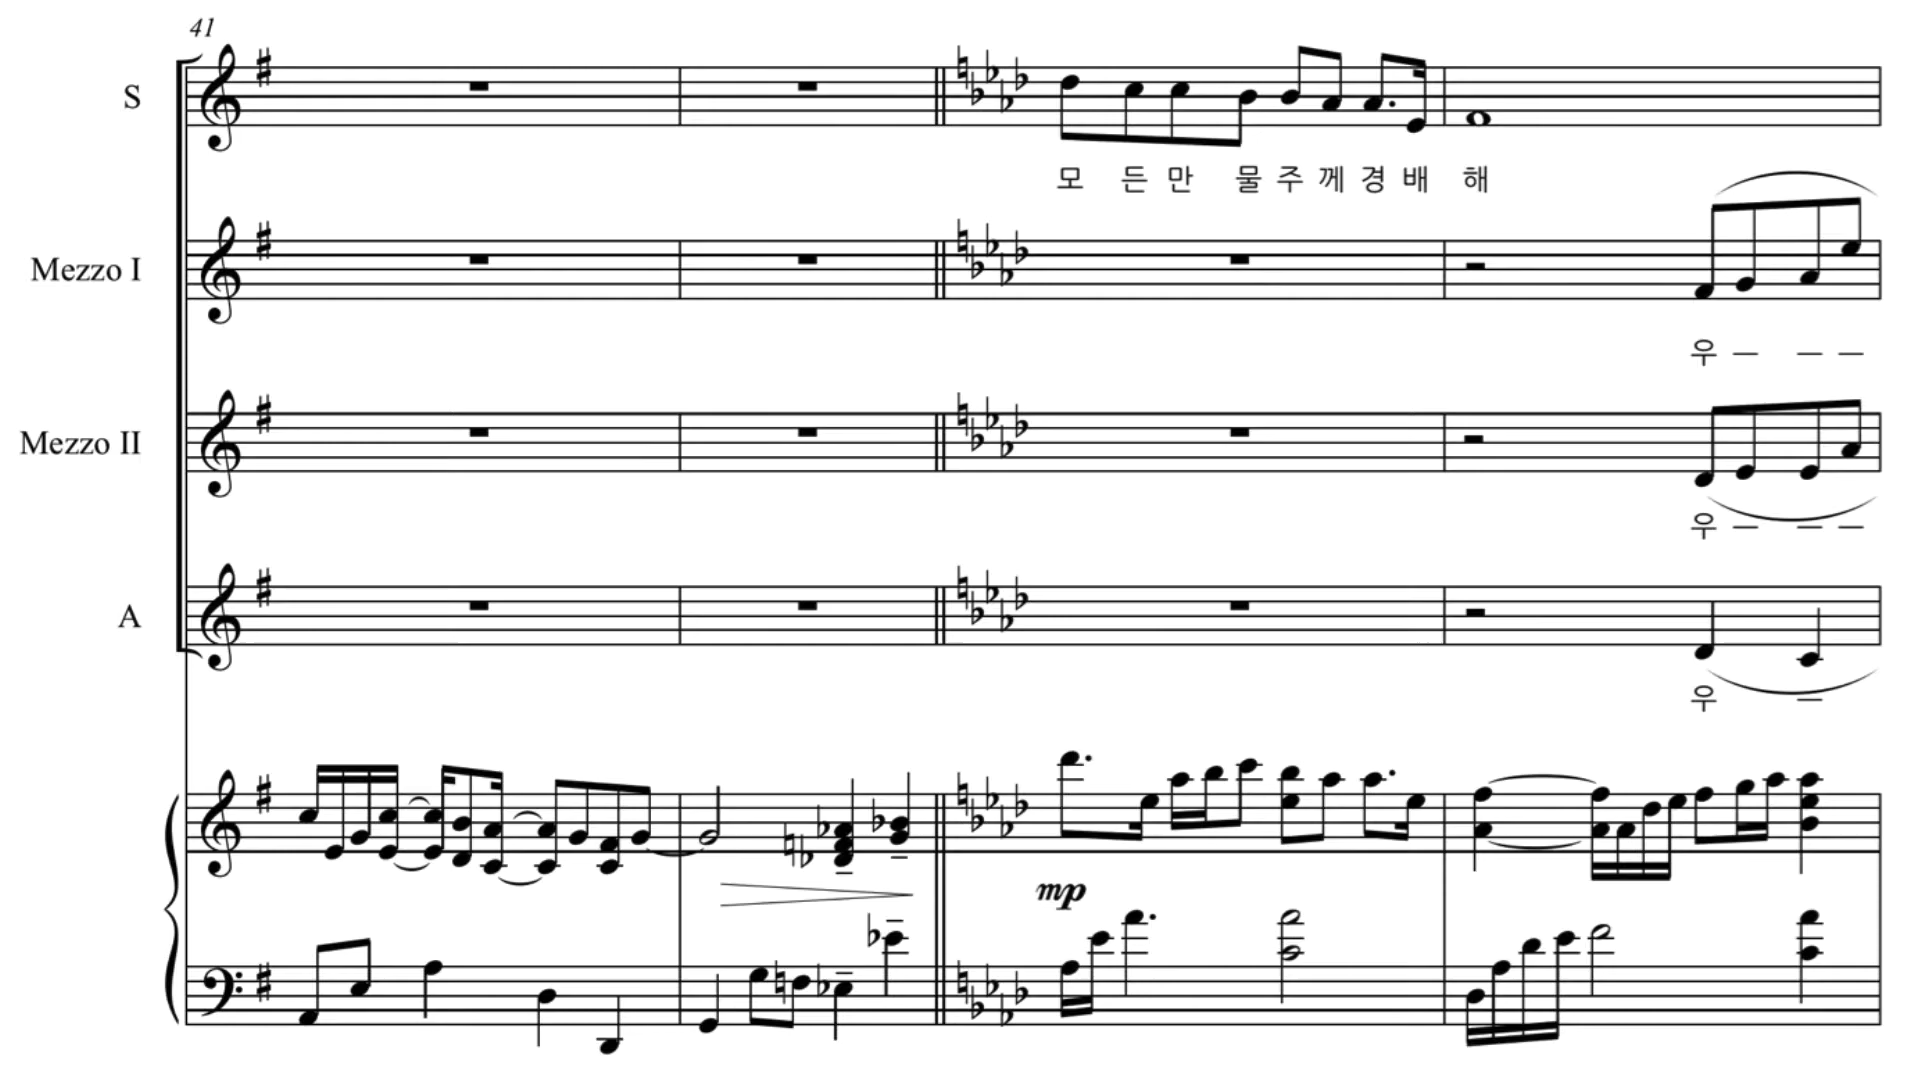 41
S
모 든 만 물 주 께 경 배 해
Mezzo I
우 — — —
Mezzo II
우 — — —
A
우 —
mp